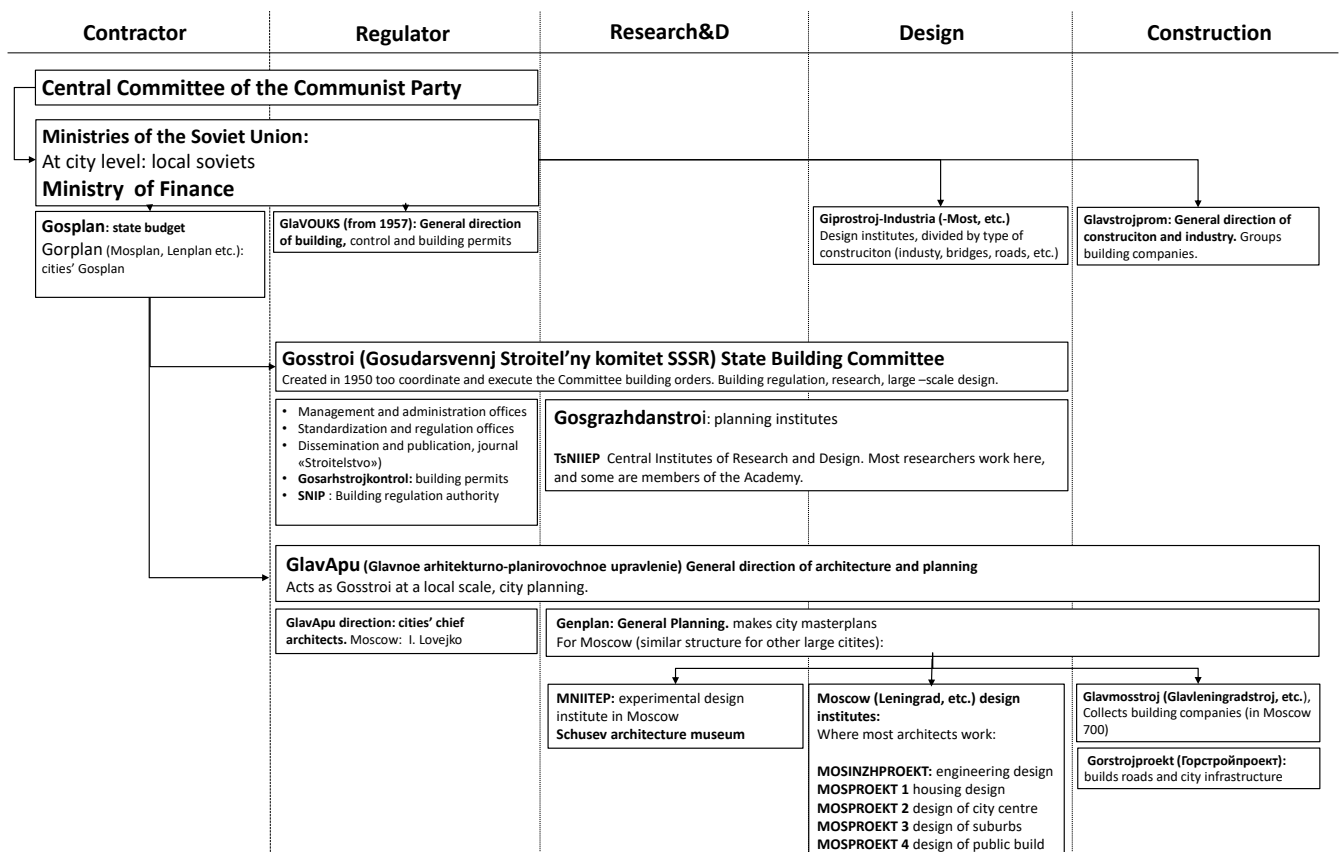 Contractor
Regulator
Research&D
Design
Construction
Central Committee of the Communist Party
Ministries of the Soviet Union:
At city level: local soviets
Ministry of Finance
Gosplan: state budget
Gorplan (Mosplan, Lenplan etc.):
cities' Gosplan
GlaVOUKS (from 1957): General direction
of building, control and building permits
Giprostroj-Industria (-Most, etc.)
Design institutes, divided by type of
construciton (industy, bridges, roads, etc.)
Glavstrojprom: General direction of
construciton and industry. Groups
building companies.
Gosstroi (Gosudarsvennj Stroitel'ny komitet SSSR) State Building Committee
Created in 1950 too coordinate and execute the Committee building orders. Building regulation, research, large –scale design.
• Management and administration offices
• Standardization and regulation offices
• Dissemination and publication, journal
«Stroitelstvo»)
• Gosarhstrojkontrol: building permits
• SNIP : Building regulation authority
Gosgrazhdanstroi: planning institutes
TsNIIEP Central Institutes of Research and Design. Most researchers work here,
and some are members of the Academy.
GlavApu (Glavnoe arhitekturno-planirovochnoe upravlenie) General direction of architecture and planning
Acts as Gosstroi at a local scale, city planning.
GlavApu direction: cities' chief
architects. Moscow: I. Lovejko
Genplan: General Planning. makes city masterplans
For Moscow (similar structure for other large citites):
MNIITEP: experimental design
institute in Moscow
Schusev architecture museum
Moscow (Leningrad, etc.) design
institutes:
Where most architects work:
MOSINZHPROEKT: engineering design
MOSPROEKT 1 housing design
MOSPROEKT 2 design of city centre
MOSPROEKT 3 design of suburbs
MOSPROEKT 4 design of public build
Glavmosstroj (Glavleningradstroj, etc.),
Collects building companies (in Moscow
700)
Gorstrojproekt (Горстройпроект):
builds roads and city infrastructure